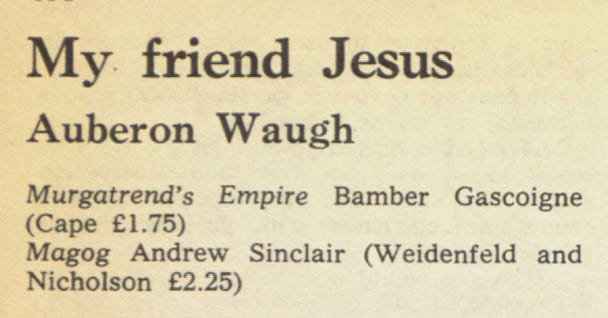 My friend Jesus
Auberon Waugh
Murgatrend's Empire Bamber Gascoigne
(Cape £1.75)
Magog Andrew Sinclair (Weidenfeld and
Nicholson £2.25)